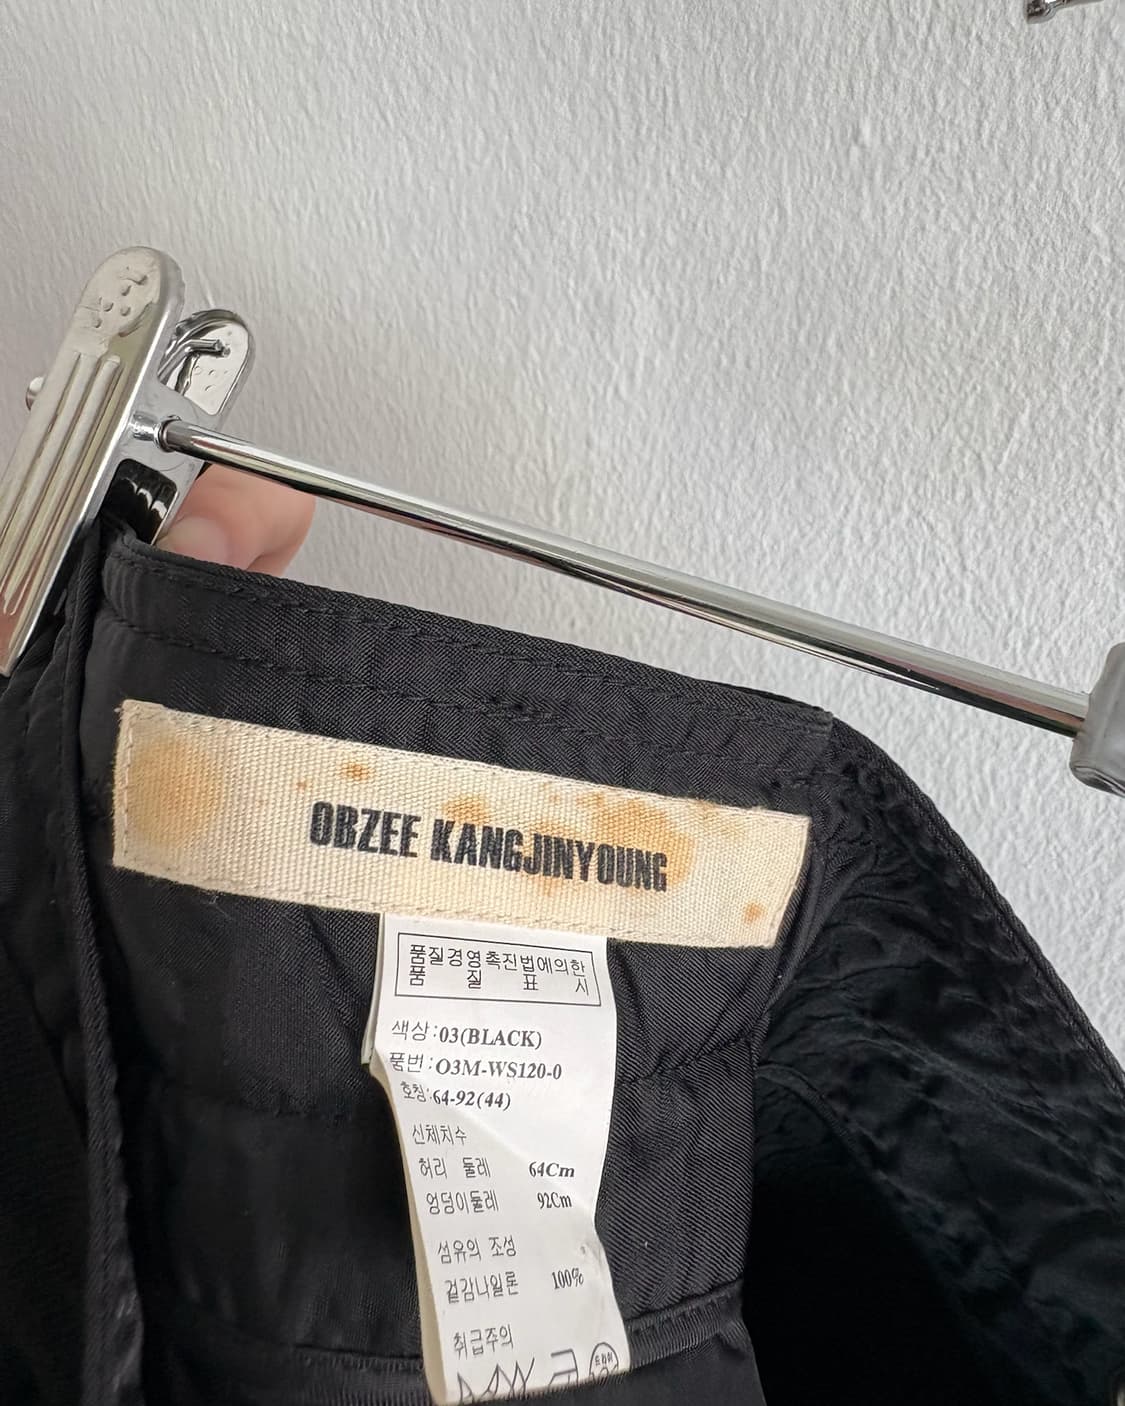 OBZEE KANGJINYOUNG
품질경영촉진법에의한
품 질 표 시
색상:03(BLACK)
품번:O3M-WS120-0
호칭:64-92(44)
신체치수
허리 둘레 64Cm
엉덩이둘레 92Cm
섬유의 조성
겉감나일론 100%
취급주의
드라이